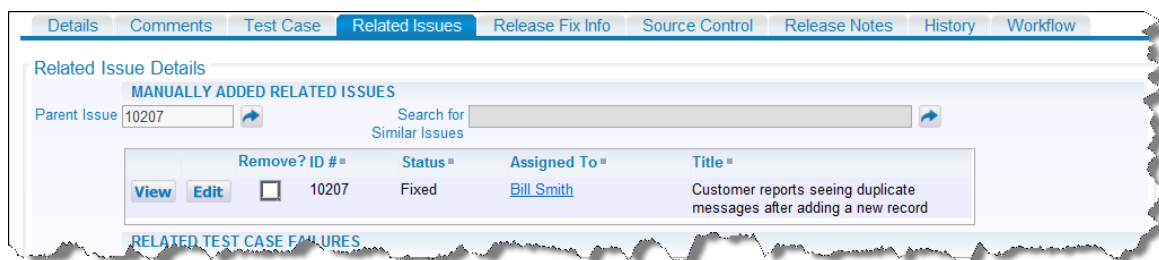 Details Comments Test Case Related Issues Release Fix Info Source Control Release Notes History Workflow
Related Issue Details
MANUALLY ADDED RELATED ISSUES
Parent Issue 10207 Search for
Similar Issues
Remove? ID # Status Assigned To Title
View Edit 10207 Fixed Bill Smith Customer reports seeing duplicate
messages after adding a new record
RELATED TEST CASE FAILURES